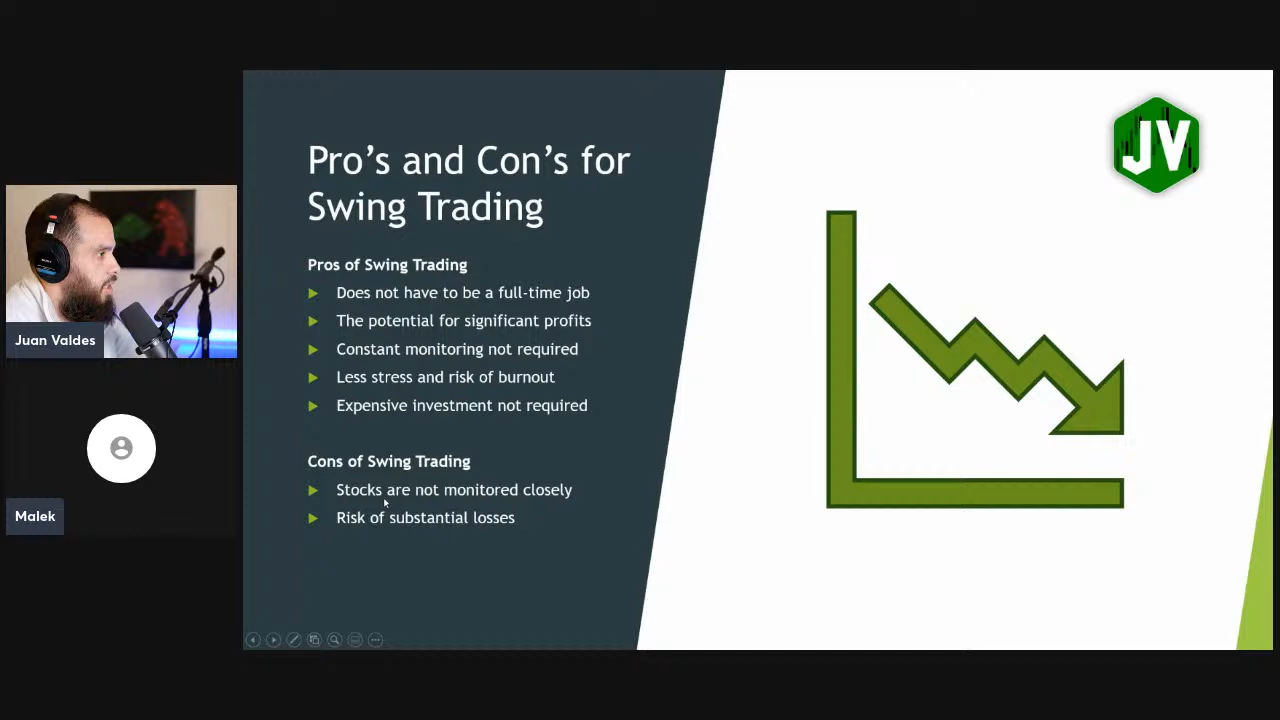 Pro's and Con's for
Swing Trading
JV
Pros of Swing Trading
Does not have to be a full-time job
The potential for significant profits
Constant monitoring not required
Less stress and risk of burnout
Expensive investment not required
Cons of Swing Trading
Stocks are not monitored closely
Risk of substantial losses
Juan Valdes
Malek